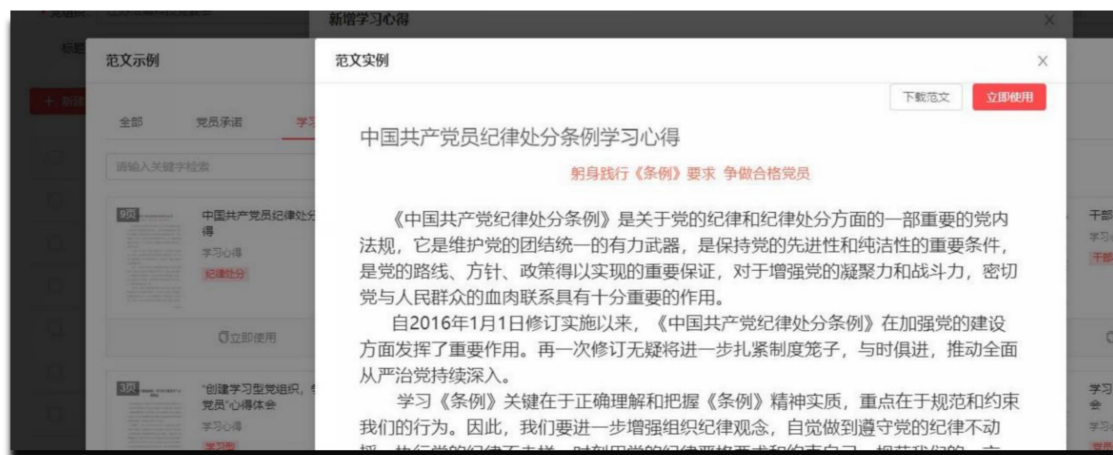 新增学习心得
范文示例
范文实例
下载范文
立即使用
全部
党员承诺
学习
请输入关键字检索
中国共产党员纪律处分条例学习心得
躬身践行《条例》要求 争做合格党员
《中国共产党纪律处分条例》是关于党的纪律和纪律处分方面的一部重要的党内
法规，它是维护党的团结统一的有力武器，是保持党的先进性和纯洁性的重要条件，
是党的路线、方针、政策得以实现的重要保证，对于增强党的凝聚力和战斗力，密切
党与人民群众的血肉联系具有十分重要的作用。
自2016年1月1日修订实施以来，《中国共产党纪律处分条例》在加强党的建设
方面发挥了重要作用。再一次修订无疑将进一步扎紧制度笼子，与时俱进，推动全面
从严治党持续深入。
学习《条例》关键在于正确理解和把握《条例》精神实质，重点在于规范和约束
我们的行为。因此，我们要进一步增强组织纪律观念，自觉做到遵守党的纪律不动
9页
中国共产党员纪律处分
得
学习心得
纪律处分
立即使用
3页
“创建学习型党组织，
党员”心得体会
学习心得
学习型
干部
学习